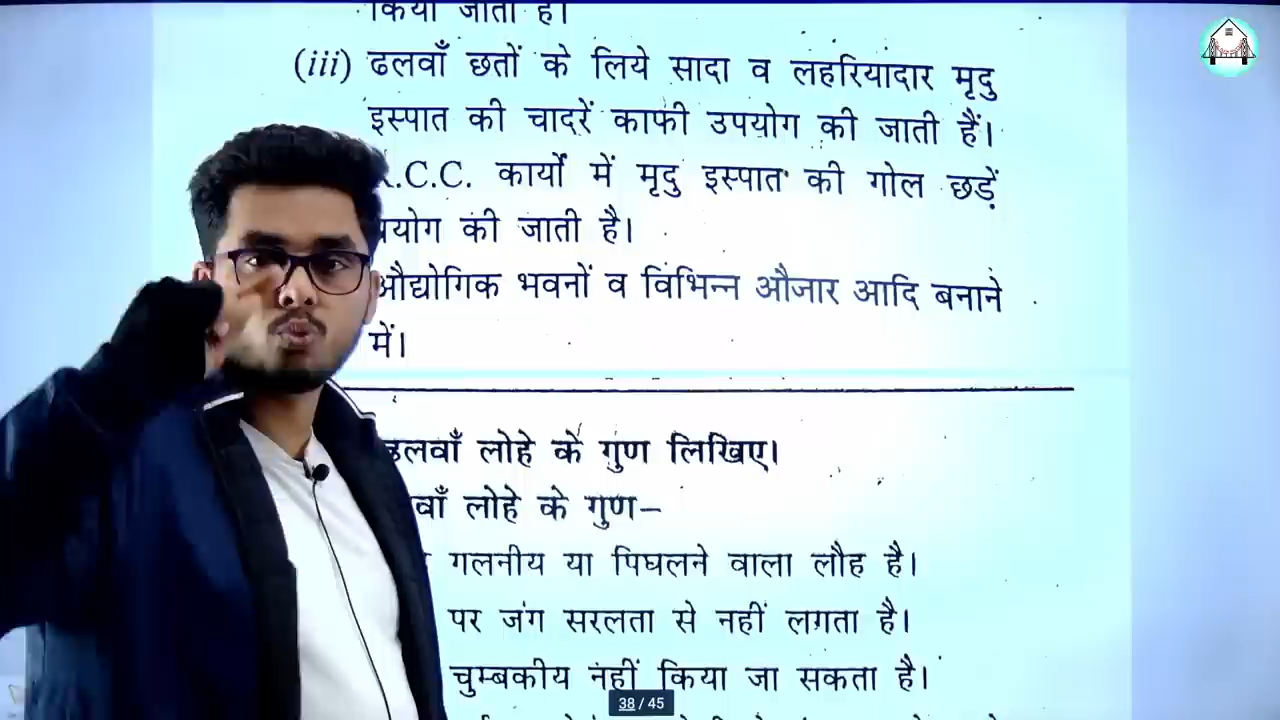 किया जाता है।
(iii) ढलवाँ छतों के लिये सादा व लहरियादार मृदु
इस्पात की चादरें काफी उपयोग की जाती हैं।
.C.C. कार्यों में मृदु इस्पात की गोल छड़ें
की जाती है।
औद्योगिक भवनों व विभिन्न औजार आदि बनाने
में।
ढलवाँ लोहे के गुण लिखिए।
लोहे के गुण–
गलनीय या पिघलने वाला लौह है।
पर जंग सरलता से नहीं लगता है।
चुम्बकीय नहीं किया जा सकता है।
38 / 45